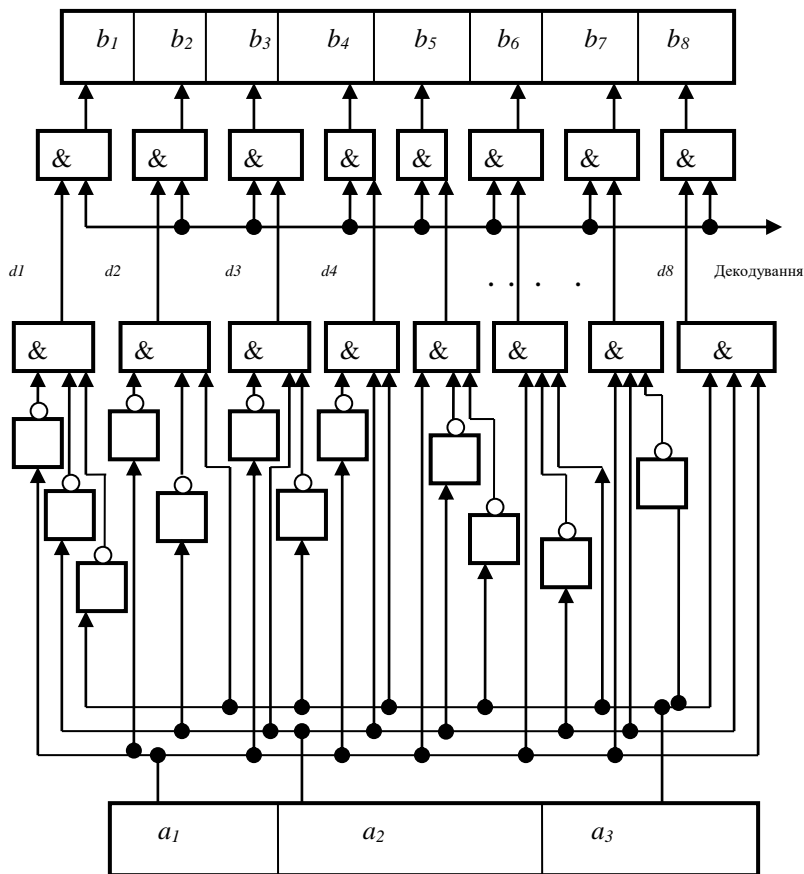 b1 b2 b3 b4 b5 b6 b7 b8
& & & & & & & &
d1 d2 d3 d4 . . . . d8 Декодування
& & & & & & & &
a1 a2 a3